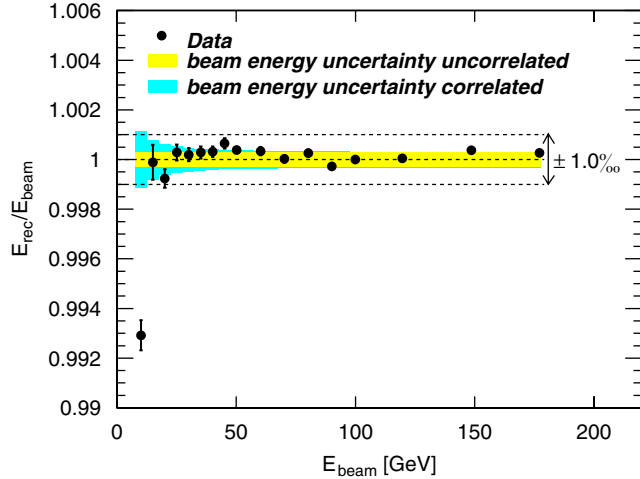 1.006
1.004
1.002
1
0.998
0.996
0.994
0.992
0.99
E_rec/E_beam
Data
beam energy uncertainty uncorrelated
beam energy uncertainty correlated
± 1.0‰
0 50 100 150 200
E_beam [GeV]